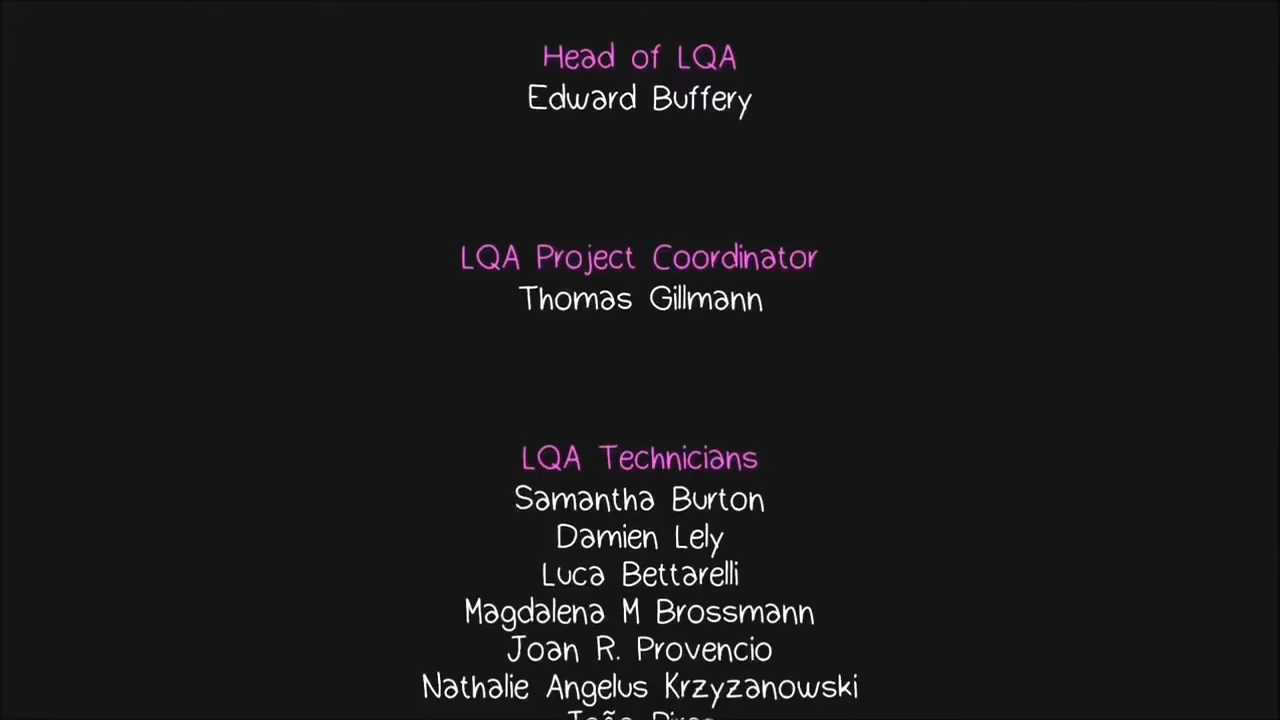 Head of LQA
Edward Buffery
LQA Project Coordinator
Thomas Gillmann
LQA Technicians
Samantha Burton
Damien Lely
Luca Bettarelli
Magdalena M Brossmann
Joan R. Provencio
Nathalie Angelus Krzyzanowski